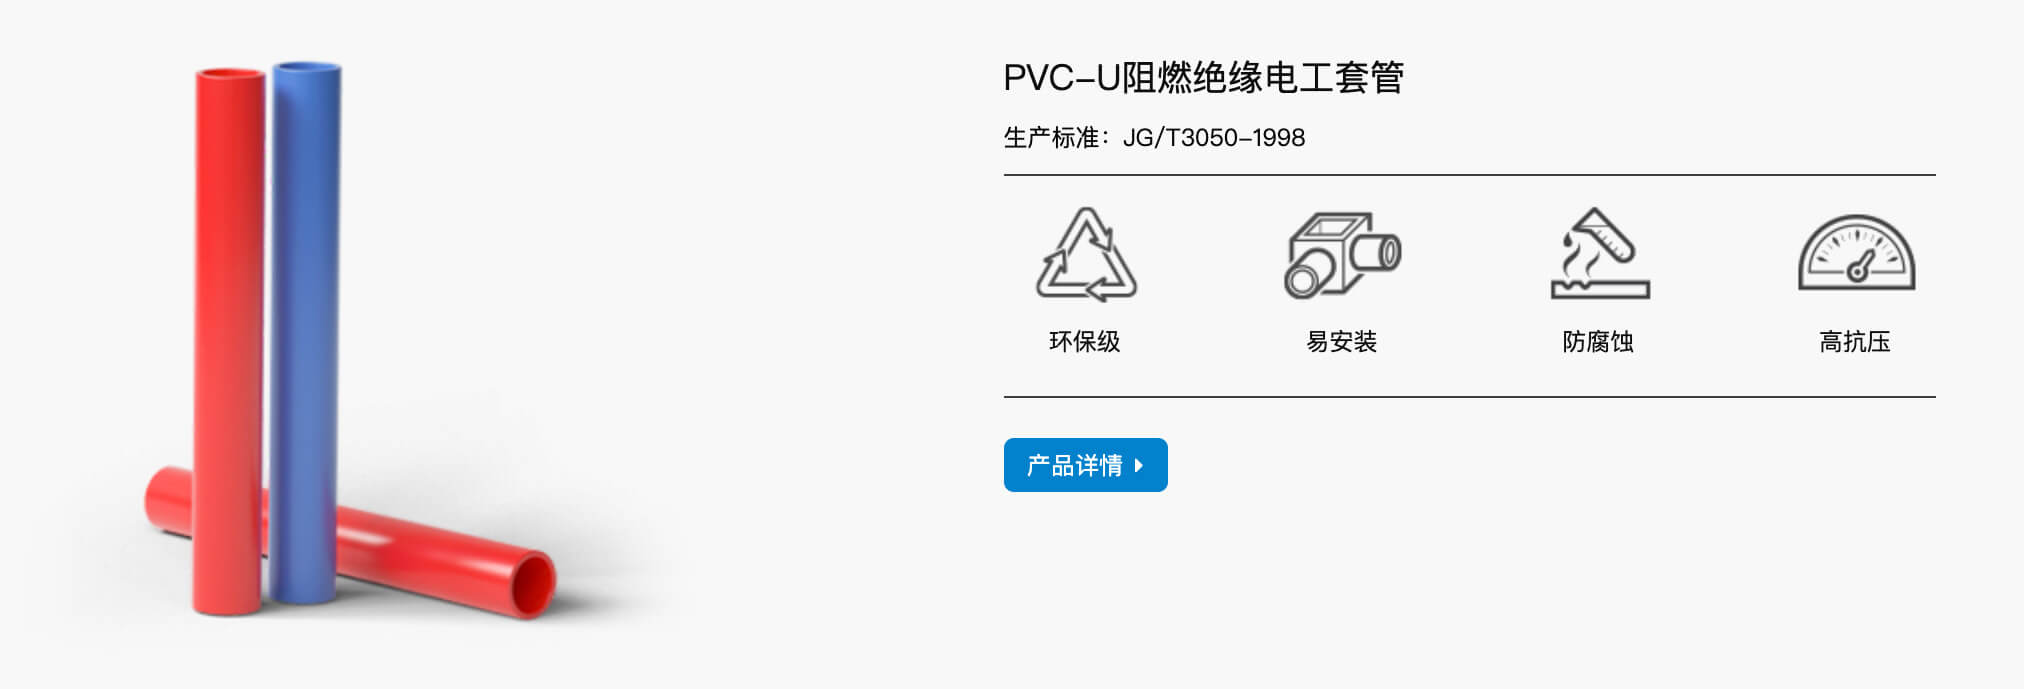 PVC-U阻燃绝缘电工套管
生产标准：JG/T3050-1998
环保级
易安装
防腐蚀
高抗压
产品详情